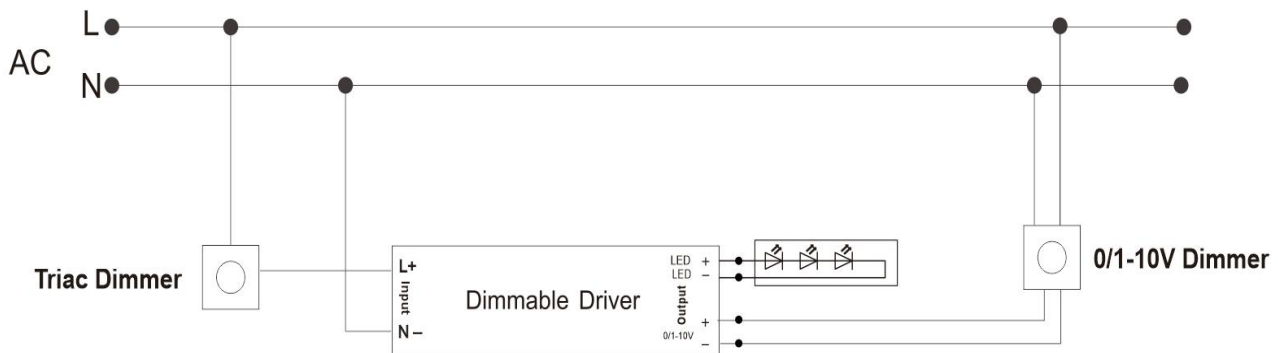 L
AC
N
Triac Dimmer
L+
Input
N –
Dimmable Driver
LED +
LED –
Output
+
0/1-10V
–
0/1-10V Dimmer